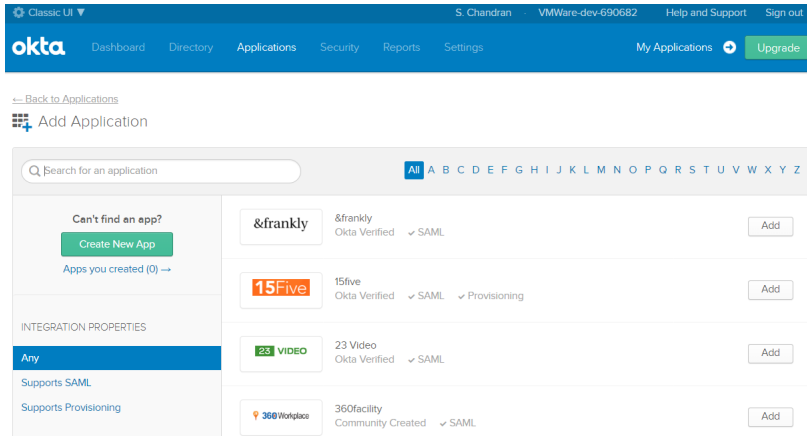 Classic UI ▼
S. Chandran
VMWare-dev-690682
Help and Support
Sign out
okta
Dashboard
Directory
Applications
Security
Reports
Settings
My Applications
Upgrade
← Back to Applications
Add Application
Search for an application
All A B C D E F G H I J K L M N O P Q R S T U V W X Y Z
Can't find an app?
Create New App
Apps you created (0) →
INTEGRATION PROPERTIES
Any
Supports SAML
Supports Provisioning
&frankly
&frankly
Okta Verified ✓ SAML
Add
15Five
15five
Okta Verified ✓ SAML ✓ Provisioning
Add
23 VIDEO
23 Video
Okta Verified ✓ SAML
Add
360Workplace
360facility
Community Created ✓ SAML
Add